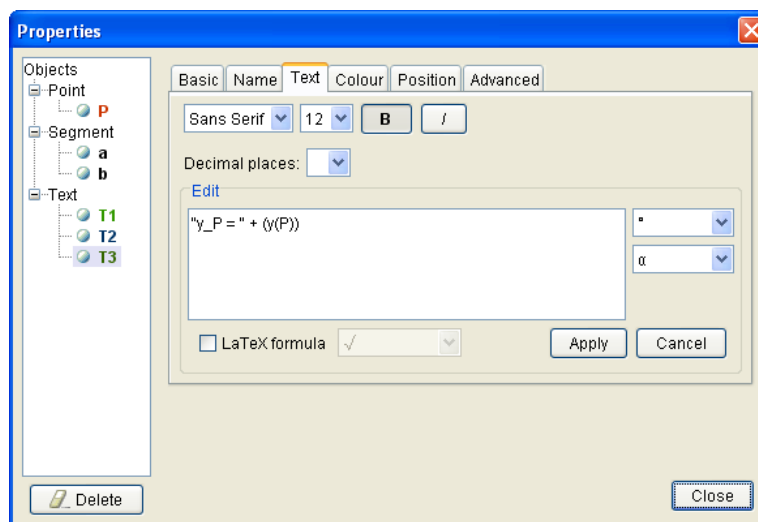 Properties
Objects
Point
P
Segment
a
b
Text
T1
T2
T3
Delete
Basic Name Text Colour Position Advanced
Sans Serif 12 B I
Decimal places:
Edit
"y_P = " + (y(P))
°
α
LaTeX formula √ Apply Cancel
Close